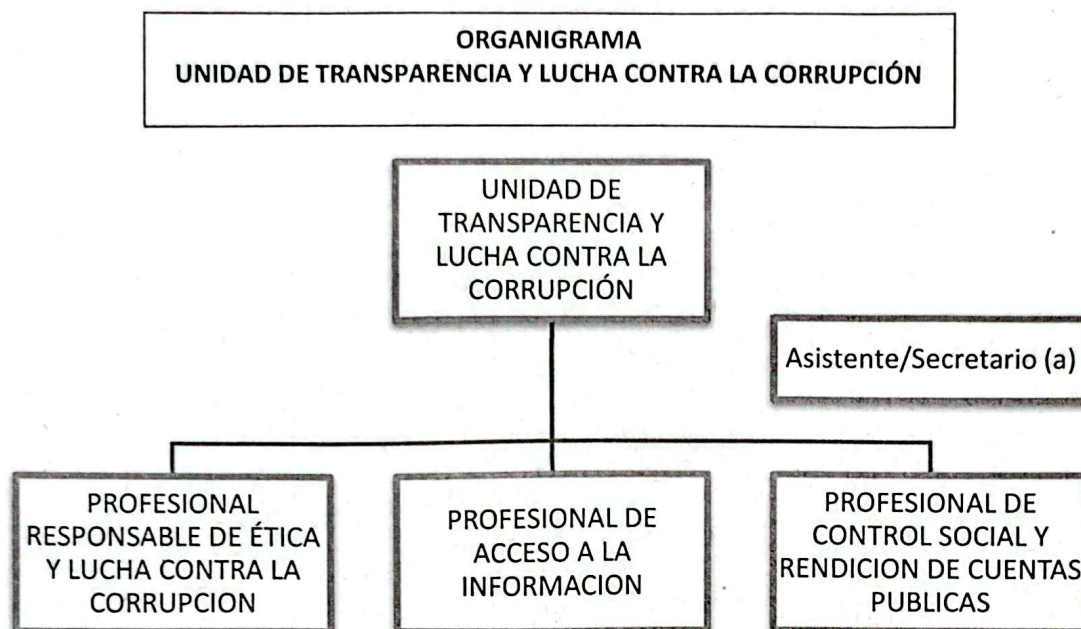 ORGANIGRAMA
UNIDAD DE TRANSPARENCIA Y LUCHA CONTRA LA CORRUPCIÓN
UNIDAD DE
TRANSPARENCIA Y
LUCHA CONTRA LA
CORRUPCIÓN
Asistente/Secretario (a)
PROFESIONAL
RESPONSABLE DE ÉTICA
Y LUCHA CONTRA LA
CORRUPCION
PROFESIONAL DE
ACCESO A LA
INFORMACION
PROFESIONAL DE
CONTROL SOCIAL Y
RENDICION DE CUENTAS
PUBLICAS